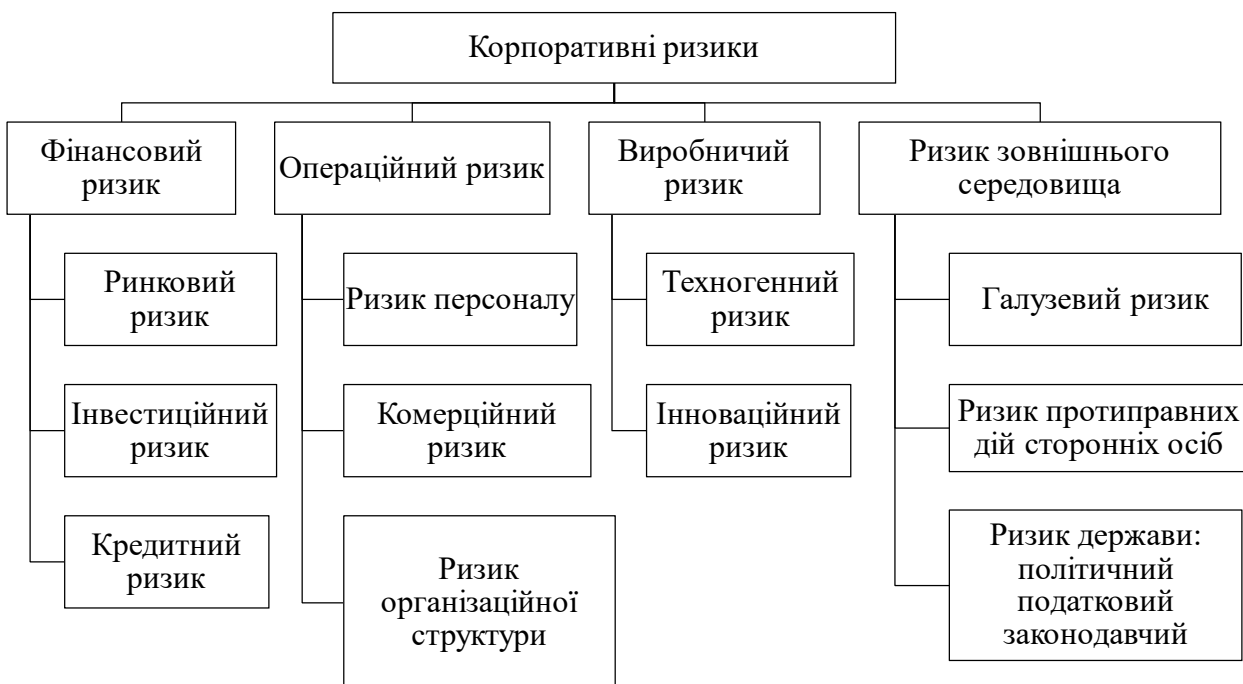 Корпоративні ризики
Фінансовий
ризик
Операційний ризик
Виробничий
ризик
Ризик зовнішнього
середовища
Ринковий
ризик
Інвестиційний
ризик
Кредитний
ризик
Ризик персоналу
Комерційний
ризик
Ризик
організаційної
структури
Техногенний
ризик
Інноваційний
ризик
Галузевий ризик
Ризик протиправних
дій сторонніх осіб
Ризик держави:
політичний
податковий
законодавчий